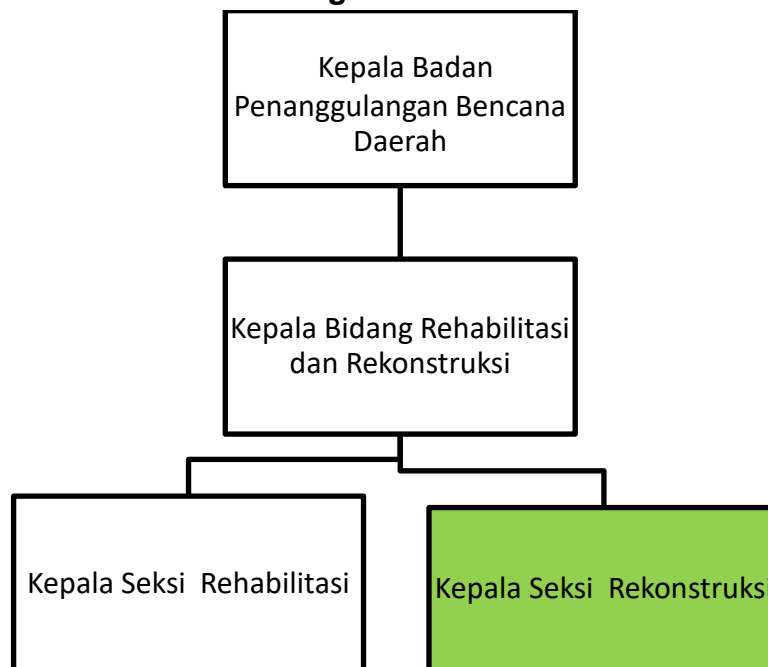 Kepala Badan
Penanggulangan Bencana
Daerah
Kepala Bidang Rehabilitasi
dan Rekonstruksi
Kepala Seksi Rehabilitasi
Kepala Seksi Rekonstruksi